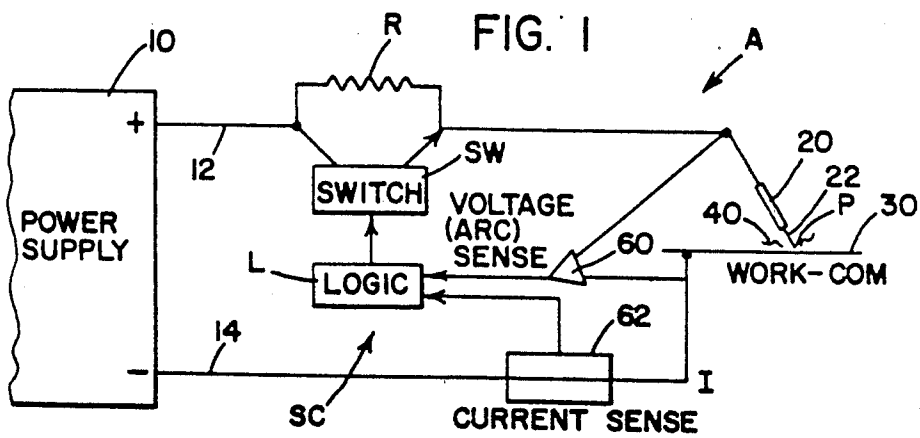 FIG. 1
10
R
A
+
12
SW
20
22
P
30
SWITCH
VOLTAGE
(ARC)
SENSE
POWER
SUPPLY
60
40
L
LOGIC
WORK-COM
62
14
-
I
SC
CURRENT SENSE